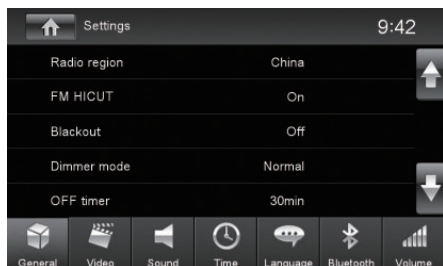 Settings 9:42
Radio region China
FM HICUT On
Blackout Off
Dimmer mode Normal
OFF timer 30min
General Video Sound Time Language Bluetooth Volume